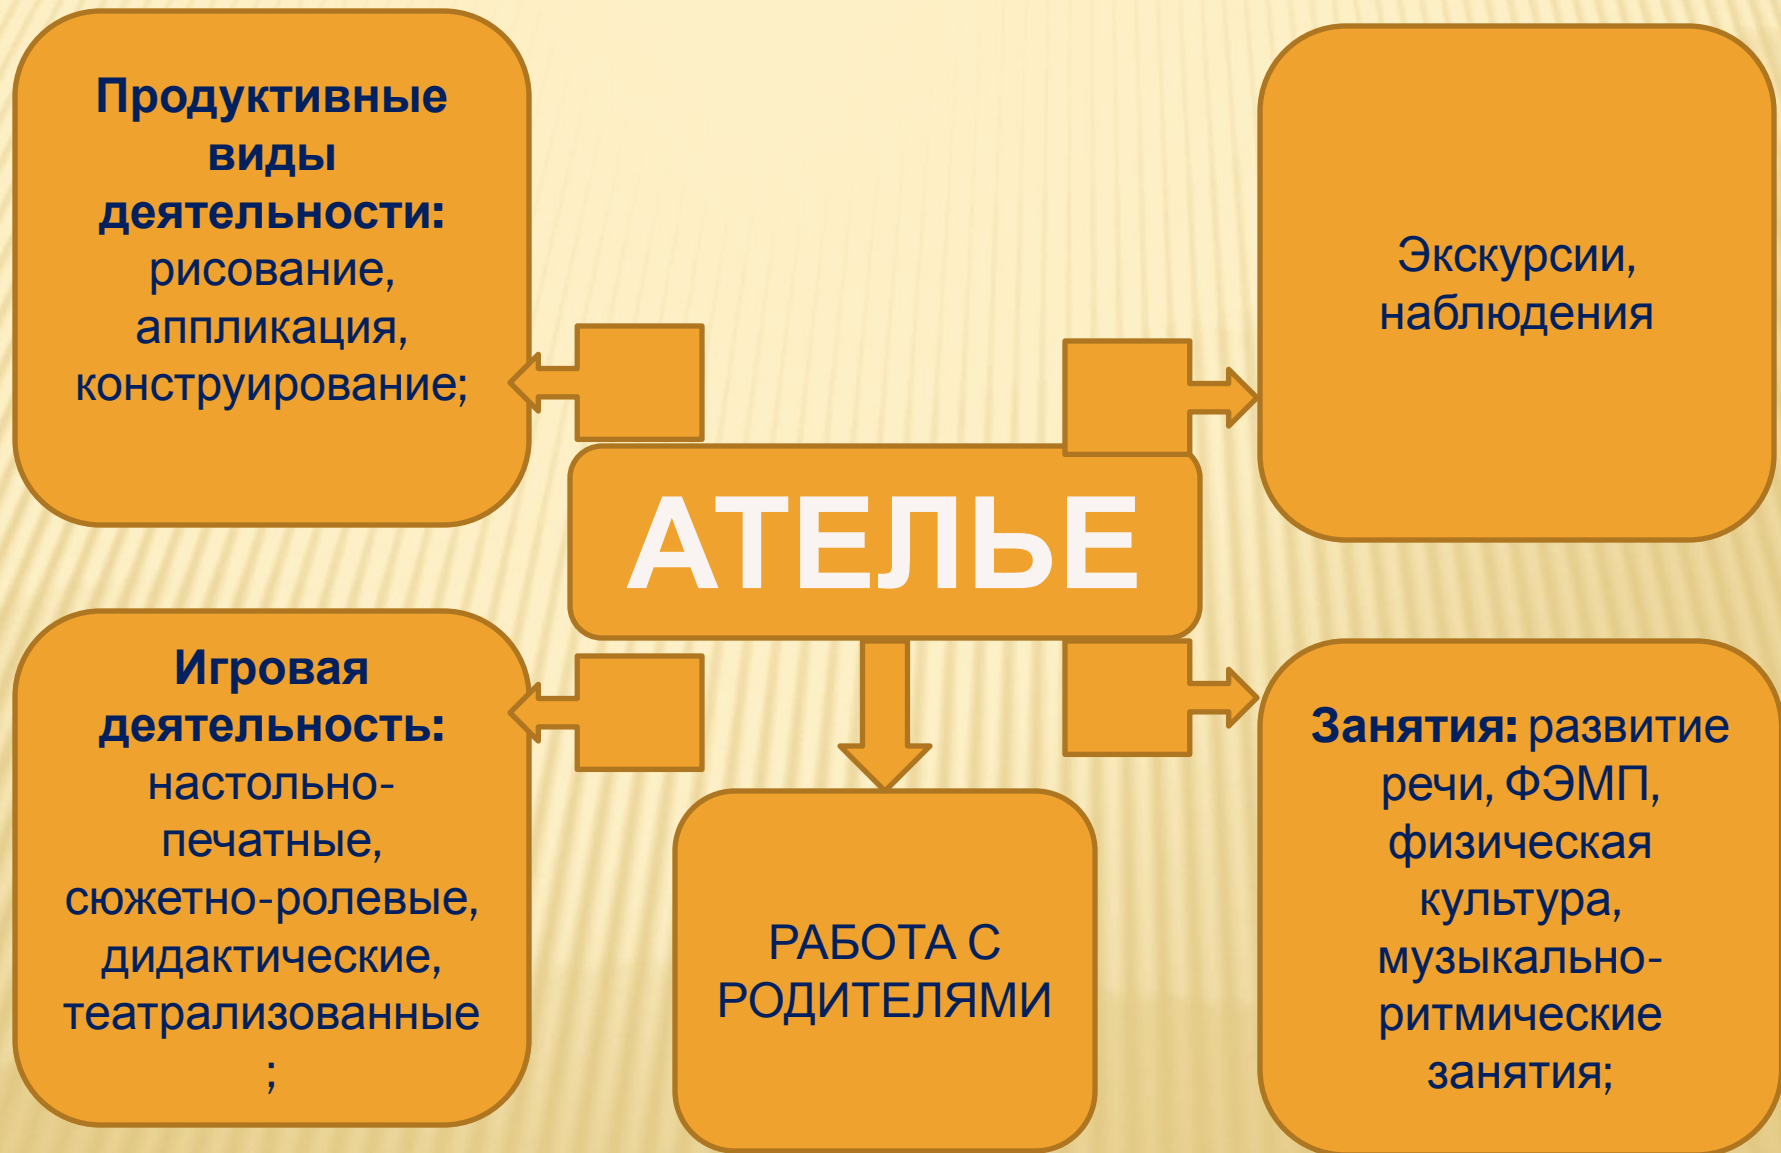 Продуктивные
виды
деятельности:
рисование,
аппликация,
конструирование;
Экскурсии,
наблюдения
АТЕЛЬЕ
Игровая
деятельность:
настольно-
печатные,
сюжетно-ролевые,
дидактические,
театрализованные
;
РАБОТА С
РОДИТЕЛЯМИ
Занятия: развитие
речи, ФЭМП,
физическая
культура,
музыкально-
ритмические
занятия;